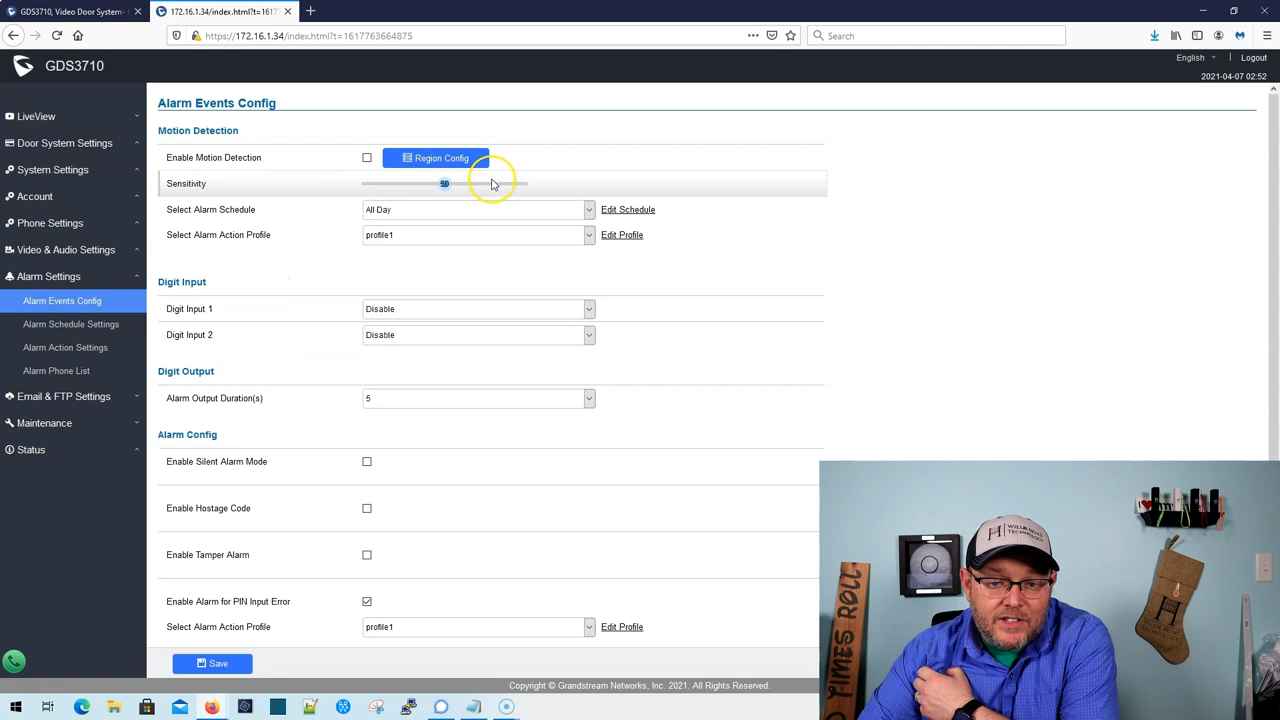 GDS3710, Video Door System-
172.16.1.34/index.html?t=1617
https://172.16.1.34/index.html?t=1617763664875
Search
GDS3710
English
Logout
2021-04-07 02:52
LiveView
Door System Settings
System Settings
Account
Phone Settings
Video & Audio Settings
Alarm Settings
Alarm Events Config
Alarm Schedule Settings
Alarm Action Settings
Alarm Phone List
Email & FTP Settings
Maintenance
Status
Alarm Events Config
Motion Detection
Enable Motion Detection
Region Config
Sensitivity
50
Select Alarm Schedule
All Day
Edit Schedule
Select Alarm Action Profile
profile1
Edit Profile
Digit Input
Digit Input 1
Disable
Digit Input 2
Disable
Digit Output
Alarm Output Duration(s)
5
Alarm Config
Enable Silent Alarm Mode
Enable Hostage Code
Enable Tamper Alarm
Enable Alarm for PIN Input Error
Select Alarm Action Profile
profile1
Edit Profile
Save
Copyright © Grandstream Networks, Inc. 2021. All Rights Reserved.
H WILLIE HOWE
TECHNOLOGY
TIMES ROLL